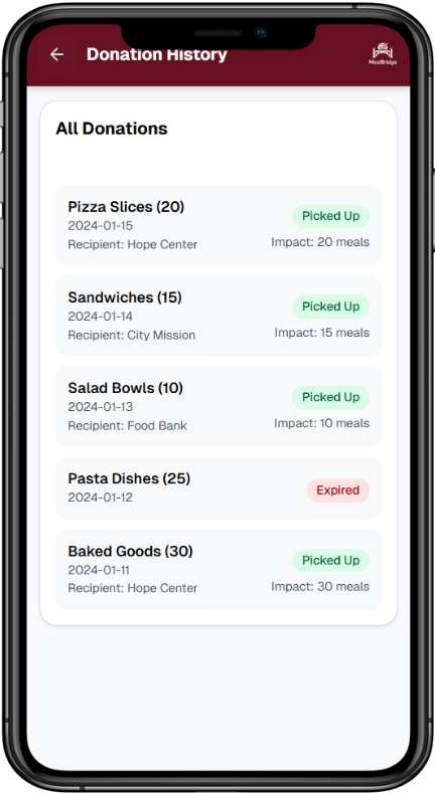 Donation History
MealBridge
All Donations
Pizza Slices (20)
Picked Up
2024-01-15
Recipient: Hope Center
Impact: 20 meals
Sandwiches (15)
Picked Up
2024-01-14
Recipient: City Mission
Impact: 15 meals
Salad Bowls (10)
Picked Up
2024-01-13
Recipient: Food Bank
Impact: 10 meals
Pasta Dishes (25)
Expired
2024-01-12
Baked Goods (30)
Picked Up
2024-01-11
Recipient: Hope Center
Impact: 30 meals